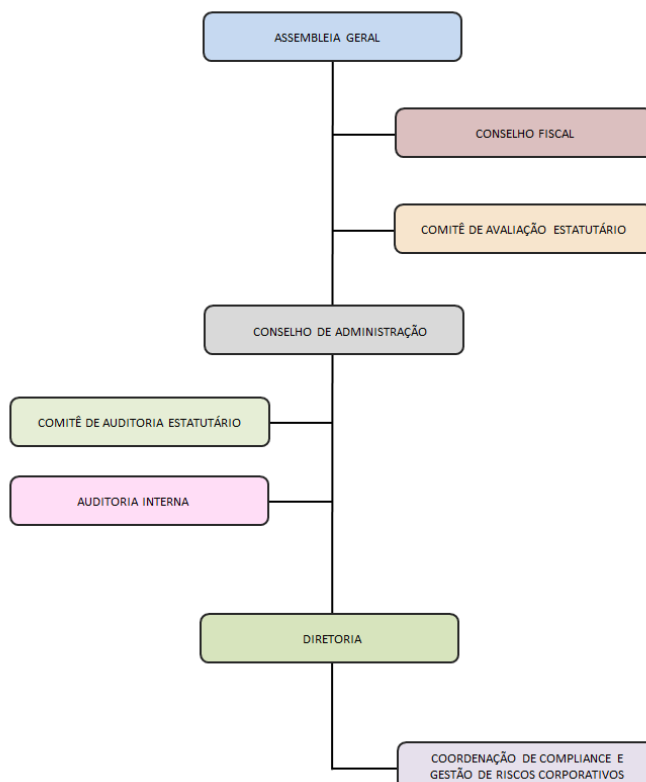 ASSEMBLEIA GERAL
CONSELHO FISCAL
COMITÊ DE AVALIAÇÃO ESTATUTÁRIO
CONSELHO DE ADMINISTRAÇÃO
COMITÊ DE AUDITORIA ESTATUTÁRIO
AUDITORIA INTERNA
DIRETORIA
COORDENAÇÃO DE COMPLIANCE E
GESTÃO DE RISCOS CORPORATIVOS